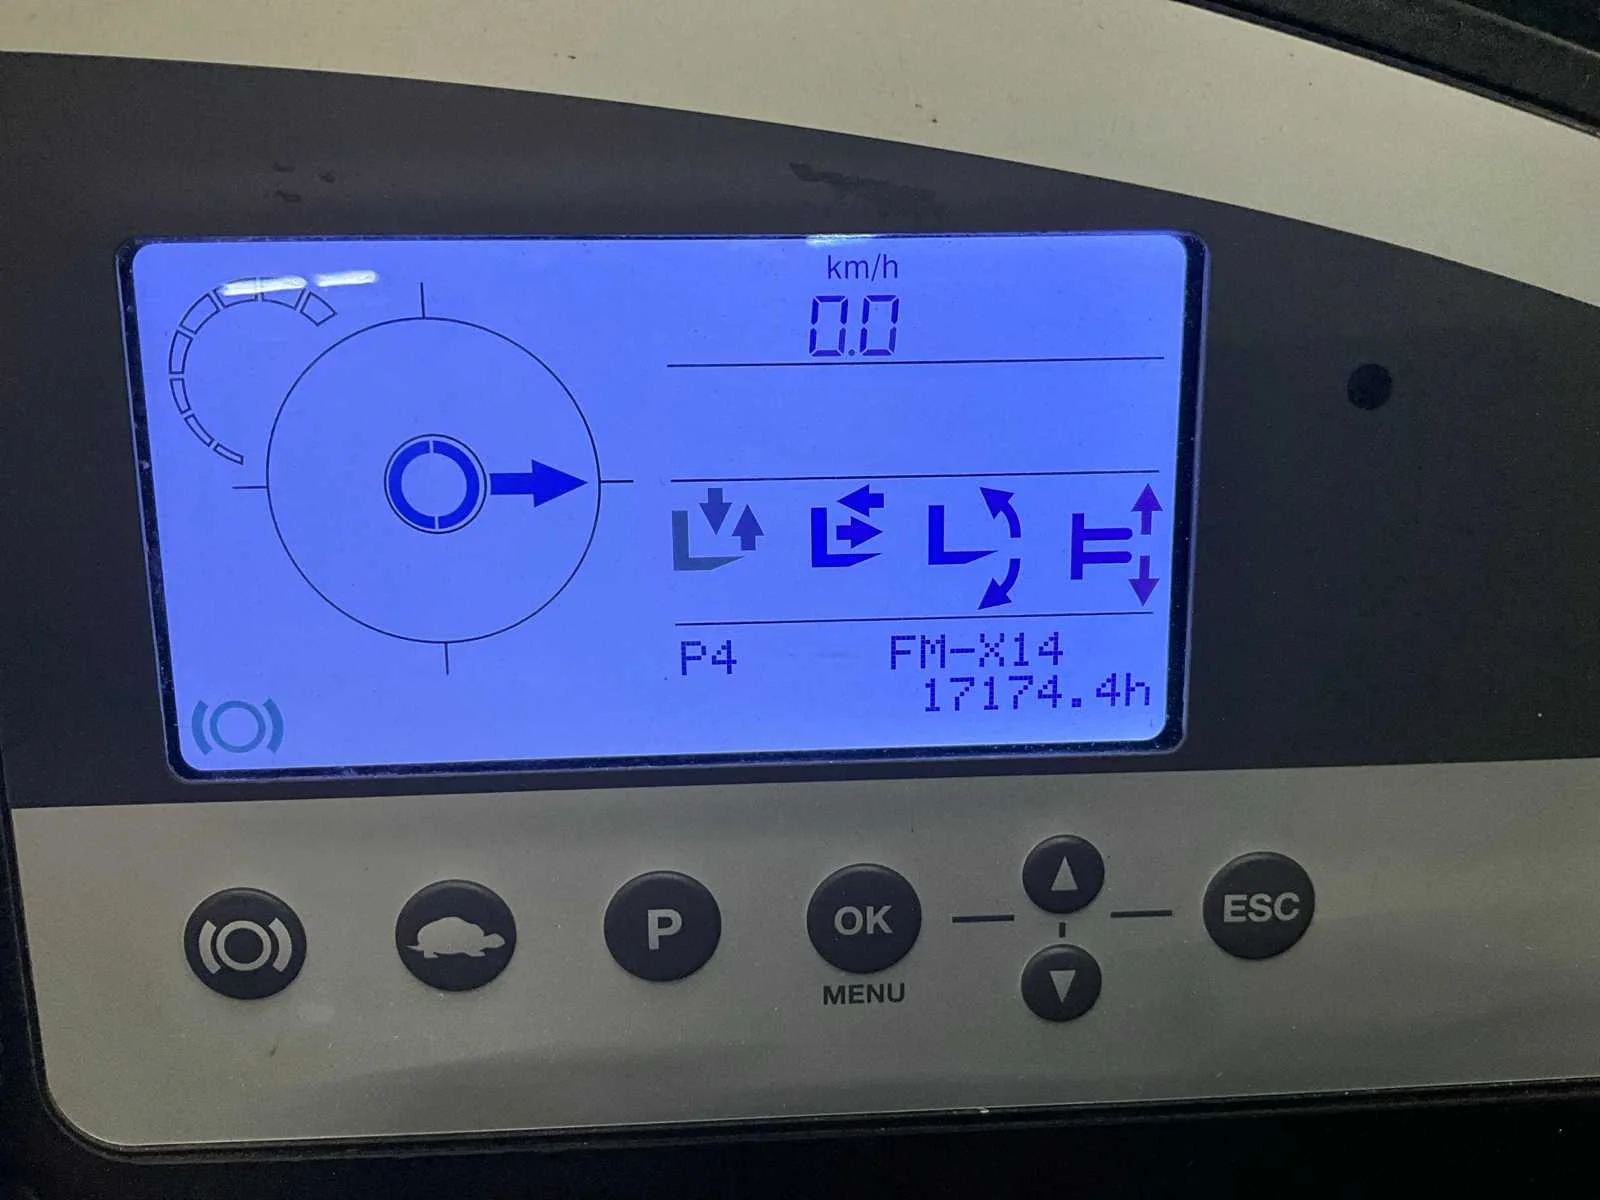 km/h
0.0
P4 FM-X14
17174.4h
P OK ESC
MENU